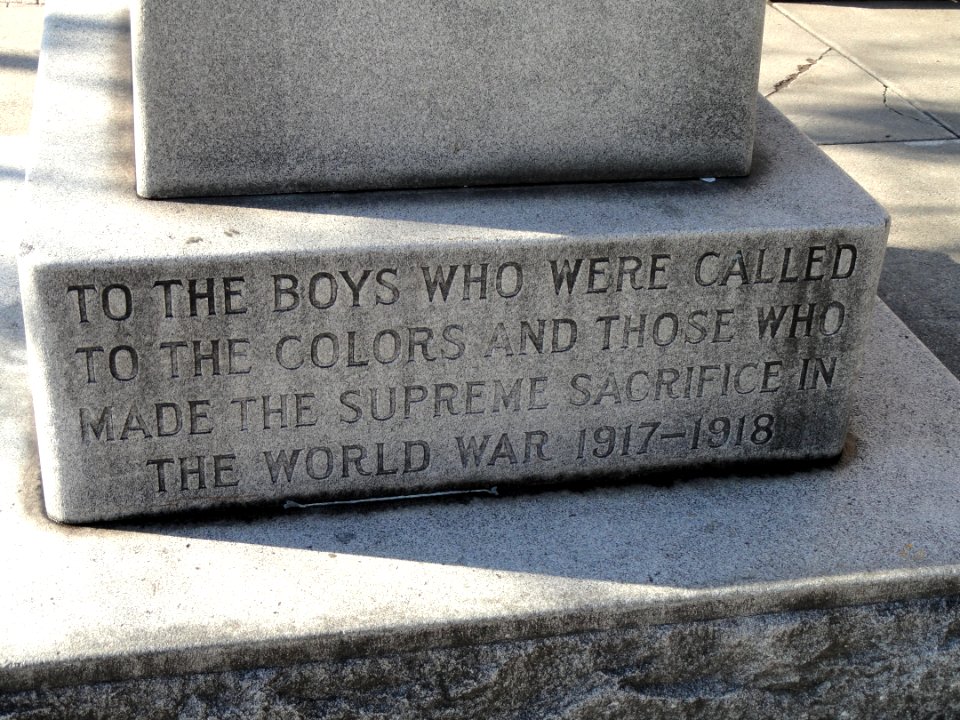 TO THE BOYS WHO WERE CALLED
TO THE COLORS AND THOSE WHO
MADE THE SUPREME SACRIFICE IN
THE WORLD WAR 1917–1918